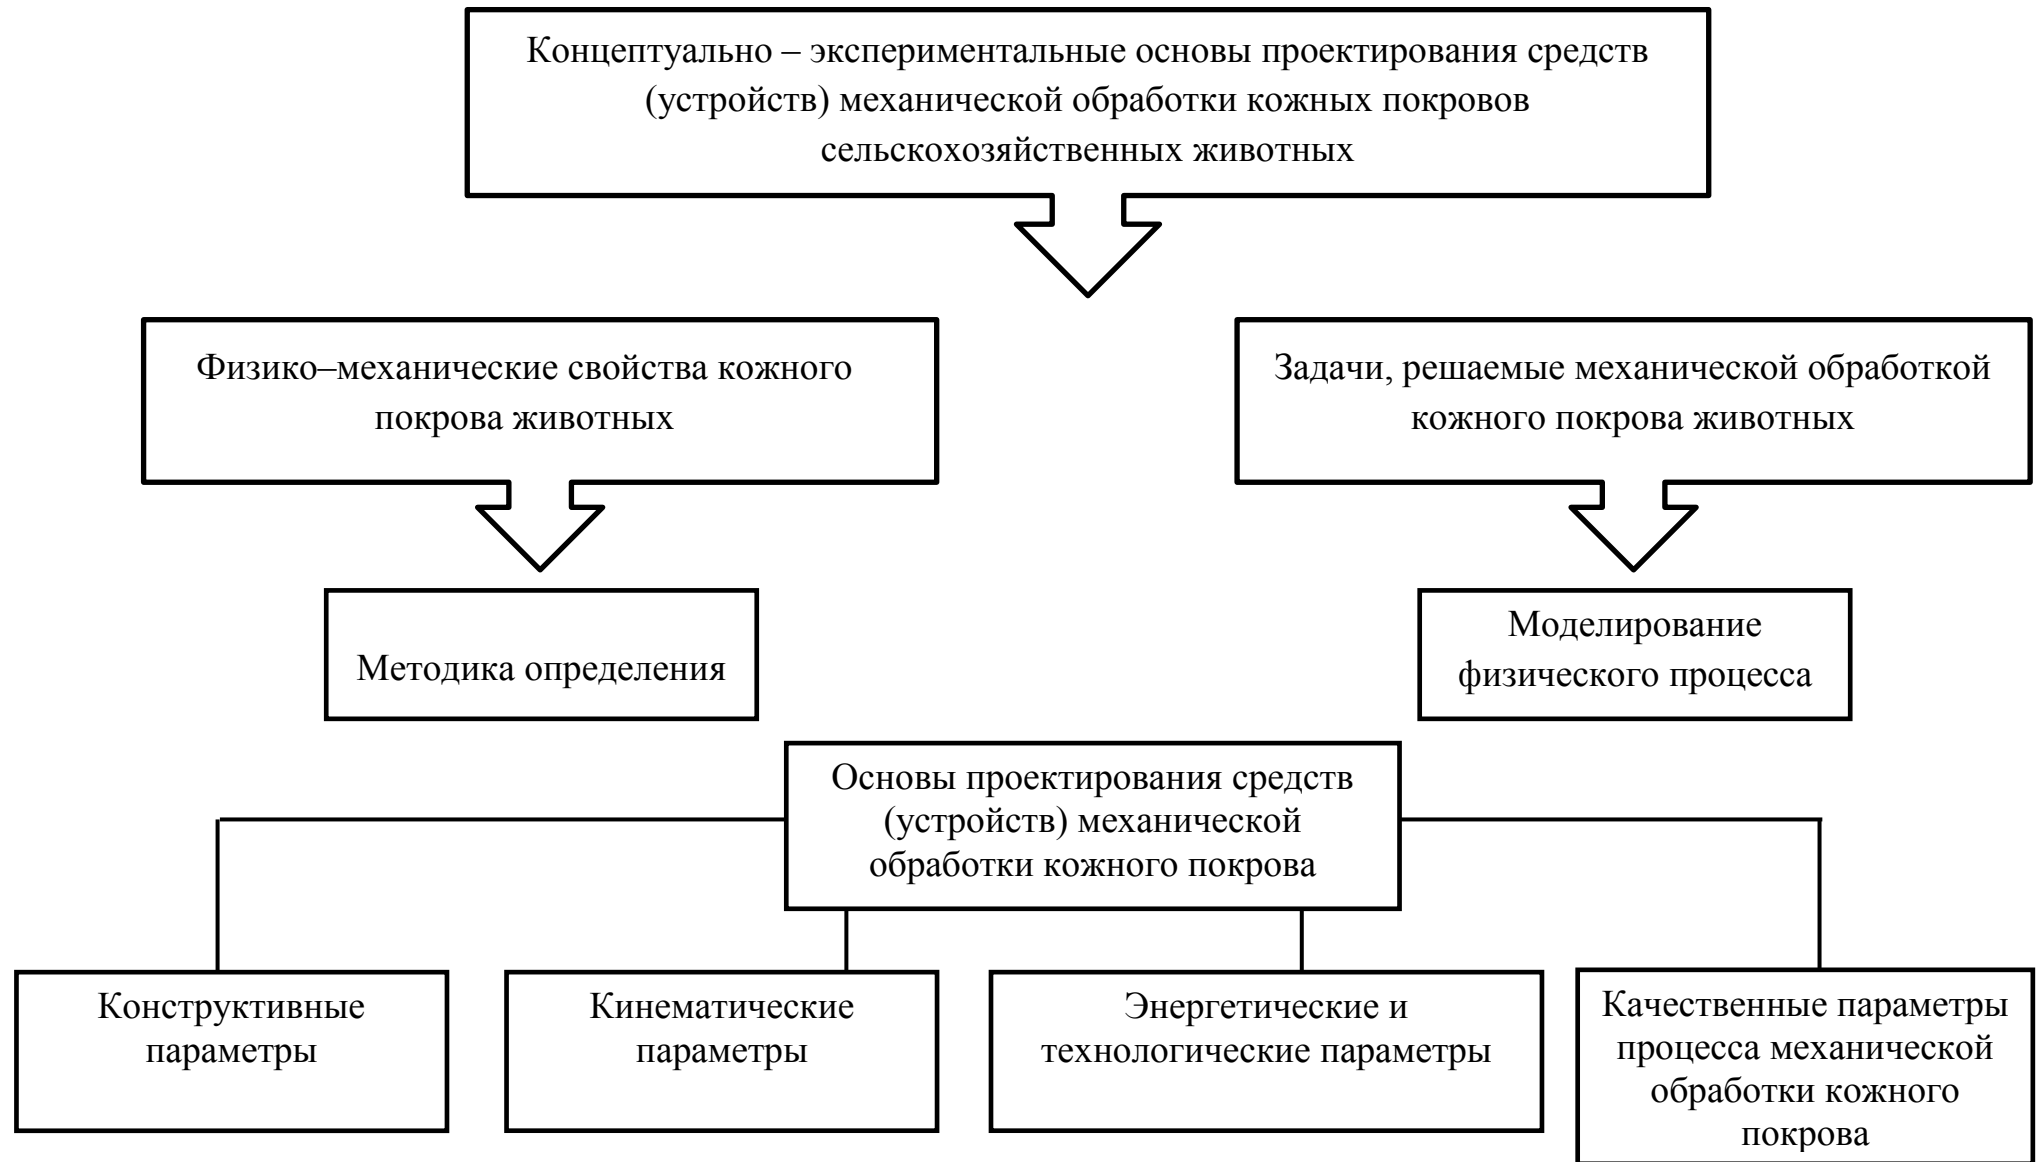 Концептуально – экспериментальные основы проектирования средств
(устройств) механической обработки кожных покровов
сельскохозяйственных животных
Физико–механические свойства кожного
покрова животных
Задачи, решаемые механической обработкой
кожного покрова животных
Методика определения
Моделирование
физического процесса
Основы проектирования средств
(устройств) механической
обработки кожного покрова
Конструктивные
параметры
Кинематические
параметры
Энергетические и
технологические параметры
Качественные параметры
процесса механической
обработки кожного
покрова